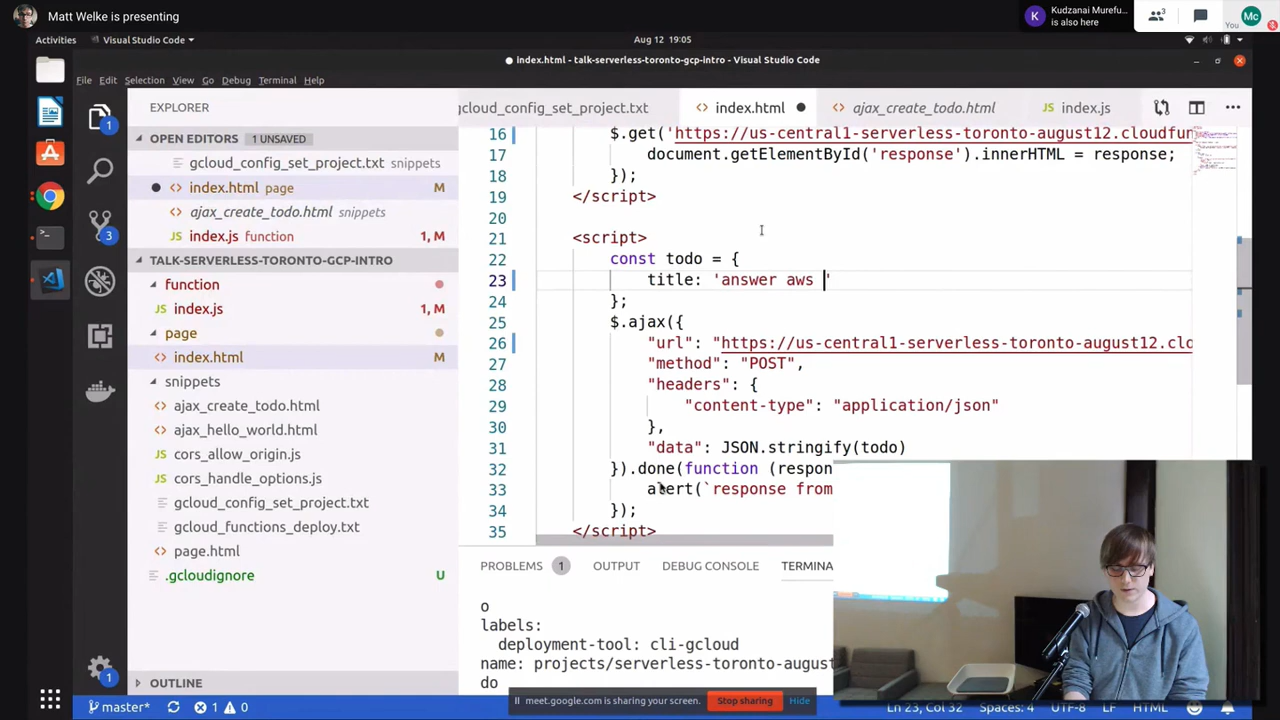 Matt Welke is presenting
K
Kudzanai Murefu...
is also here
3
You
Mc
Activities
Visual Studio Code
Aug 12 19:05
index.html - talk-serverless-toronto-gcp-intro - Visual Studio Code
File Edit Selection View Go Debug Terminal Help
EXPLORER
OPEN EDITORS 1 UNSAVED
gcloud_config_set_project.txt snippets
index.html page M
ajax_create_todo.html snippets
index.js function 1, M
TALK-SERVERLESS-TORONTO-GCP-INTRO
function
index.js 1, M
page
index.html M
snippets
ajax_create_todo.html
ajax_hello_world.html
cors_allow_origin.js
cors_handle_options.js
gcloud_config_set_project.txt
gcloud_functions_deploy.txt
page.html
.gcloudignore U
OUTLINE
1
3
1
gcloud_config_set_project.txt index.html ajax_create_todo.html index.js
16 $.get('https://us-central1-serverless-toronto-august12.cloudfun
17 document.getElementById('response').innerHTML = response;
18 });
19 </script>
20
21 <script>
22 const todo = {
23 title: 'answer aws '
24 };
25 $.ajax({
26 "url": "https://us-central1-serverless-toronto-august12.clo
27 "method": "POST",
28 "headers": {
29 "content-type": "application/json"
30 },
31 "data": JSON.stringify(todo)
32 }).done(function (respon
33 alert(`response from
34 });
35 </script>
PROBLEMS 1 OUTPUT DEBUG CONSOLE TERMINA
o
labels:
deployment-tool: cli-gcloud
name: projects/serverless-toronto-august
do
meet.google.com is sharing your screen. Stop sharing Hide
master* 1 0 Ln 23, Col 32 Spaces: 4 UTF-8 LF HTML